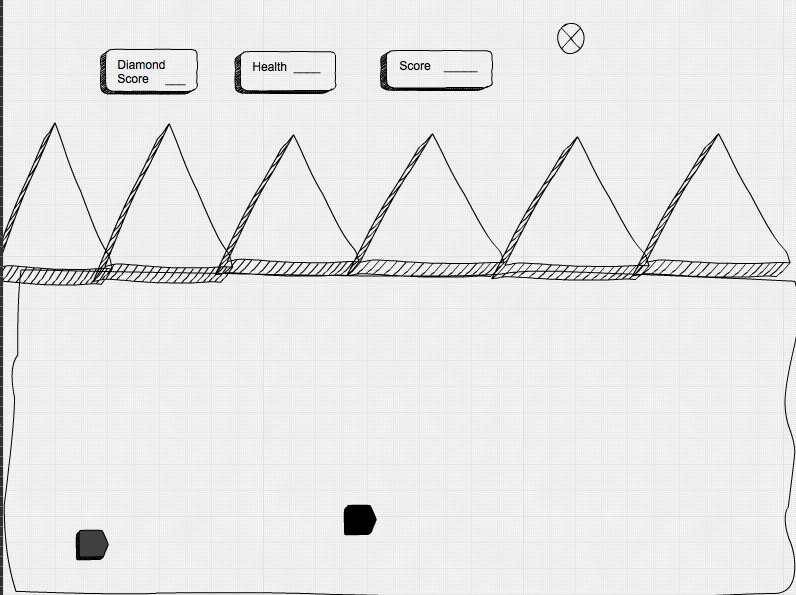 Diamond
Score ___
Health ____
Score _____